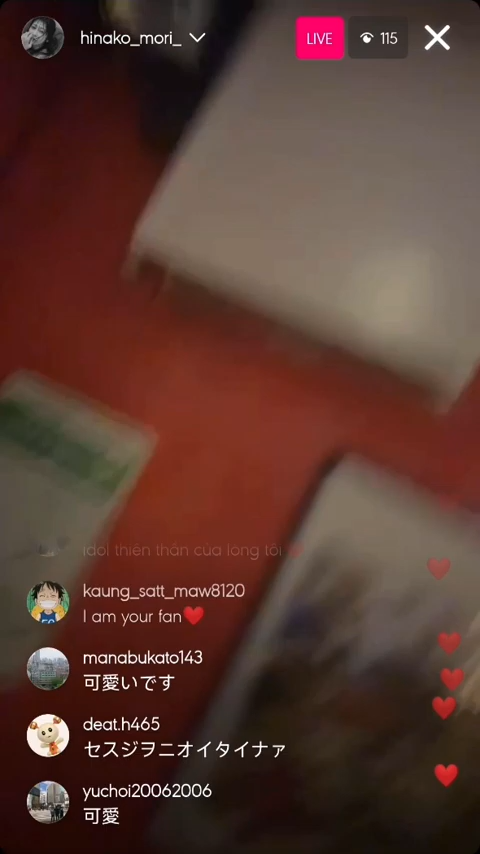 hinako_mori_
LIVE
115
idol thiên thần của lòng tôi
kaung_satt_maw8120
I am your fan❤️
manabukato143
可愛いです
deat.h465
セスジヲニオイタイナァ
yuchoi20062006
可愛